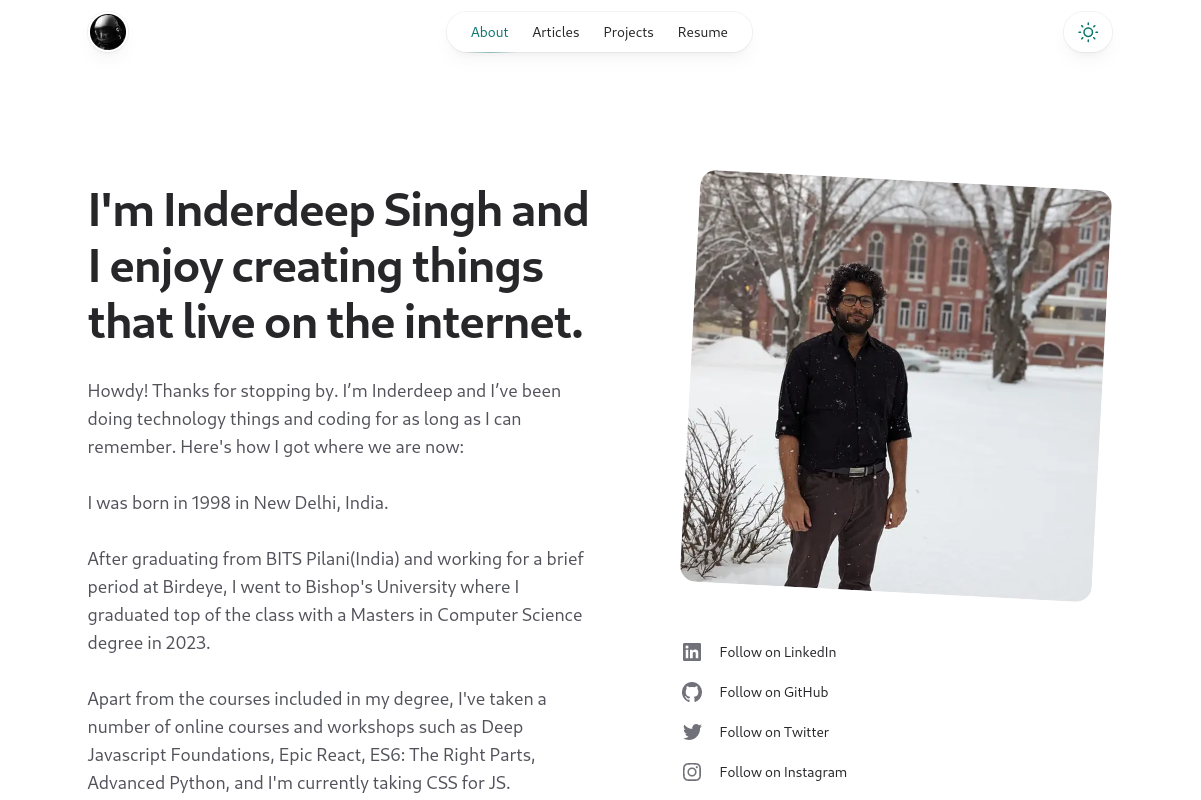 About Articles Projects Resume
I'm Inderdeep Singh and
I enjoy creating things
that live on the internet.
Howdy! Thanks for stopping by. I’m Inderdeep and I’ve been
doing technology things and coding for as long as I can
remember. Here's how I got where we are now:
I was born in 1998 in New Delhi, India.
After graduating from BITS Pilani(India) and working for a brief
period at Birdeye, I went to Bishop's University where I
graduated top of the class with a Masters in Computer Science
degree in 2023.
Apart from the courses included in my degree, I've taken a
number of online courses and workshops such as Deep
Javascript Foundations, Epic React, ES6: The Right Parts,
Advanced Python, and I'm currently taking CSS for JS.
Follow on LinkedIn
Follow on GitHub
Follow on Twitter
Follow on Instagram